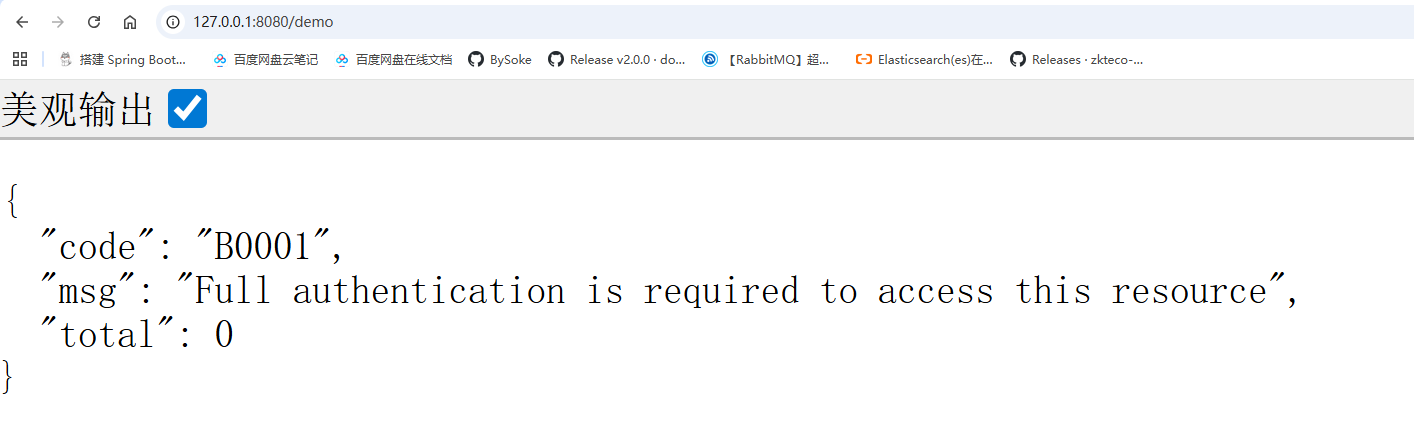 127.0.0.1:8080/demo
搭建 Spring Boot... 百度网盘云笔记 百度网盘在线文档 BySoke Release v2.0.0 · do... 【RabbitMQ】超... Elasticsearch(es)在... Releases · zkteco-...
美观输出
{
"code": "B0001",
"msg": "Full authentication is required to access this resource",
"total": 0
}